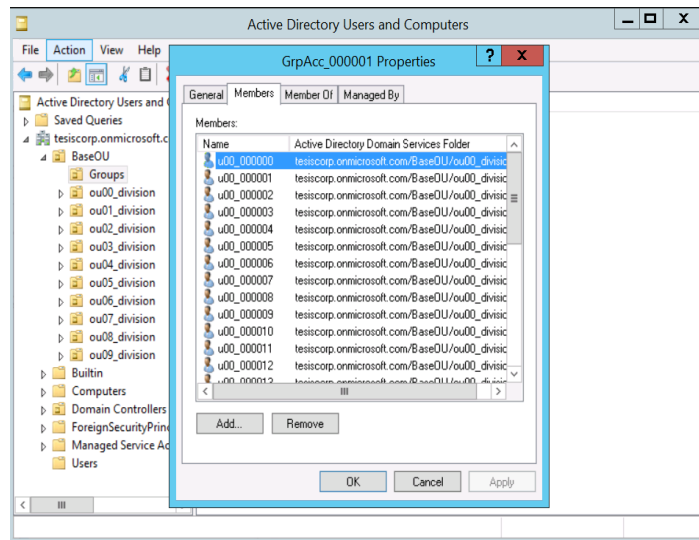 Active Directory Users and Computers
File Action View Help
GrpAcc_000001 Properties
General Members Member Of Managed By
Active Directory Users and
Saved Queries
tesiscorp.onmicrosoft.c
BaseOU
Groups
ou00_division
ou01_division
ou02_division
ou03_division
ou04_division
ou05_division
ou06_division
ou07_division
ou08_division
ou09_division
Builtin
Computers
Domain Controllers
ForeignSecurityPrinc
Managed Service Ac
Users
Members:
Name Active Directory Domain Services Folder
u00_000000 tesiscorp.onmicrosoft.com/BaseOU/ou00_divisic
u00_000001 tesiscorp.onmicrosoft.com/BaseOU/ou00_divisic
u00_000002 tesiscorp.onmicrosoft.com/BaseOU/ou00_divisic
u00_000003 tesiscorp.onmicrosoft.com/BaseOU/ou00_divisic
u00_000004 tesiscorp.onmicrosoft.com/BaseOU/ou00_divisic
u00_000005 tesiscorp.onmicrosoft.com/BaseOU/ou00_divisic
u00_000006 tesiscorp.onmicrosoft.com/BaseOU/ou00_divisic
u00_000007 tesiscorp.onmicrosoft.com/BaseOU/ou00_divisic
u00_000008 tesiscorp.onmicrosoft.com/BaseOU/ou00_divisic
u00_000009 tesiscorp.onmicrosoft.com/BaseOU/ou00_divisic
u00_000010 tesiscorp.onmicrosoft.com/BaseOU/ou00_divisic
u00_000011 tesiscorp.onmicrosoft.com/BaseOU/ou00_divisic
u00_000012 tesiscorp.onmicrosoft.com/BaseOU/ou00_divisic
Add... Remove
OK Cancel Apply